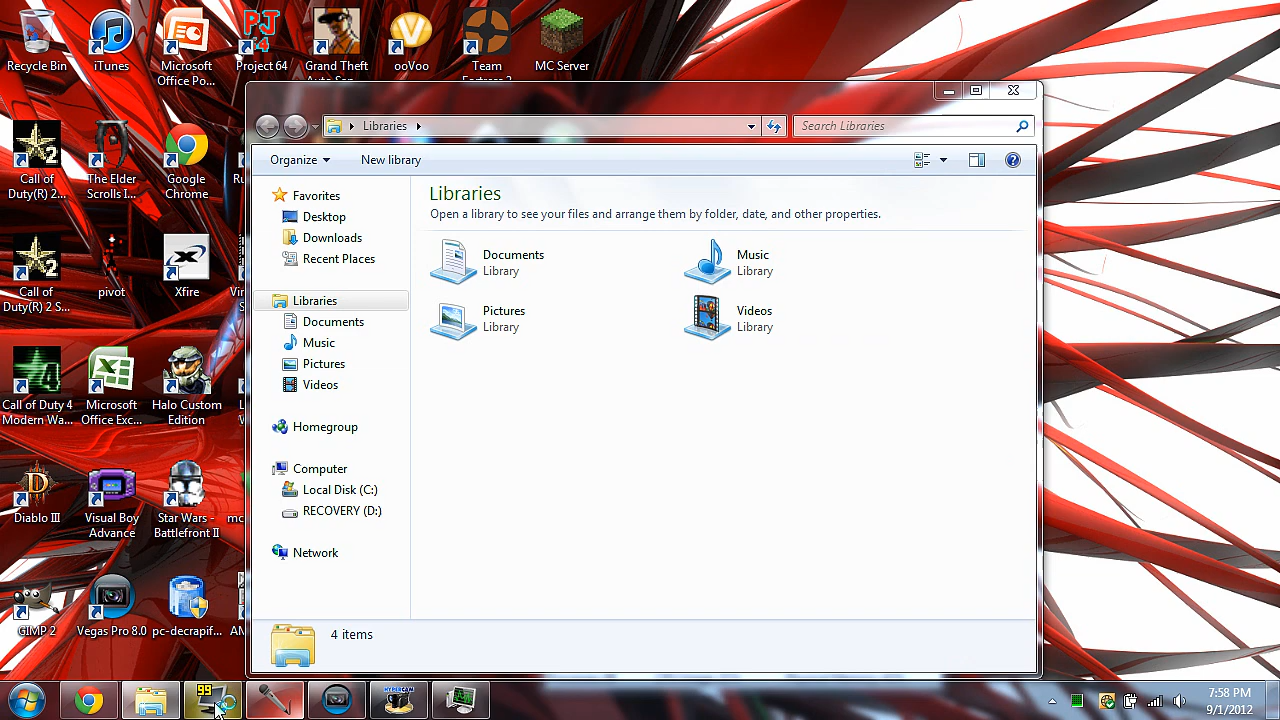 Recycle Bin
iTunes
Microsoft
Office Po...
Project 64
Grand Theft
ooVoo
Team
MC Server
Call of
Duty(R) 2...
The Elder
Scrolls I...
Google
Chrome
Call of
Duty(R) 2 S...
pivot
Xfire
Call of Duty 4
Modern Wa...
Microsoft
Office Exc...
Halo Custom
Edition
Diablo III
Visual Boy
Advance
Star Wars -
Battlefront II
GIMP 2
Vegas Pro 8.0
pc-decrapif...
Libraries
Search Libraries
Organize
New library
Favorites
Desktop
Downloads
Recent Places
Libraries
Documents
Music
Pictures
Videos
Homegroup
Computer
Local Disk (C:)
RECOVERY (D:)
Network
Libraries
Open a library to see your files and arrange them by folder, date, and other properties.
Documents
Library
Music
Library
Pictures
Library
Videos
Library
4 items
99
HYPERCAM
7:58 PM
9/1/2012